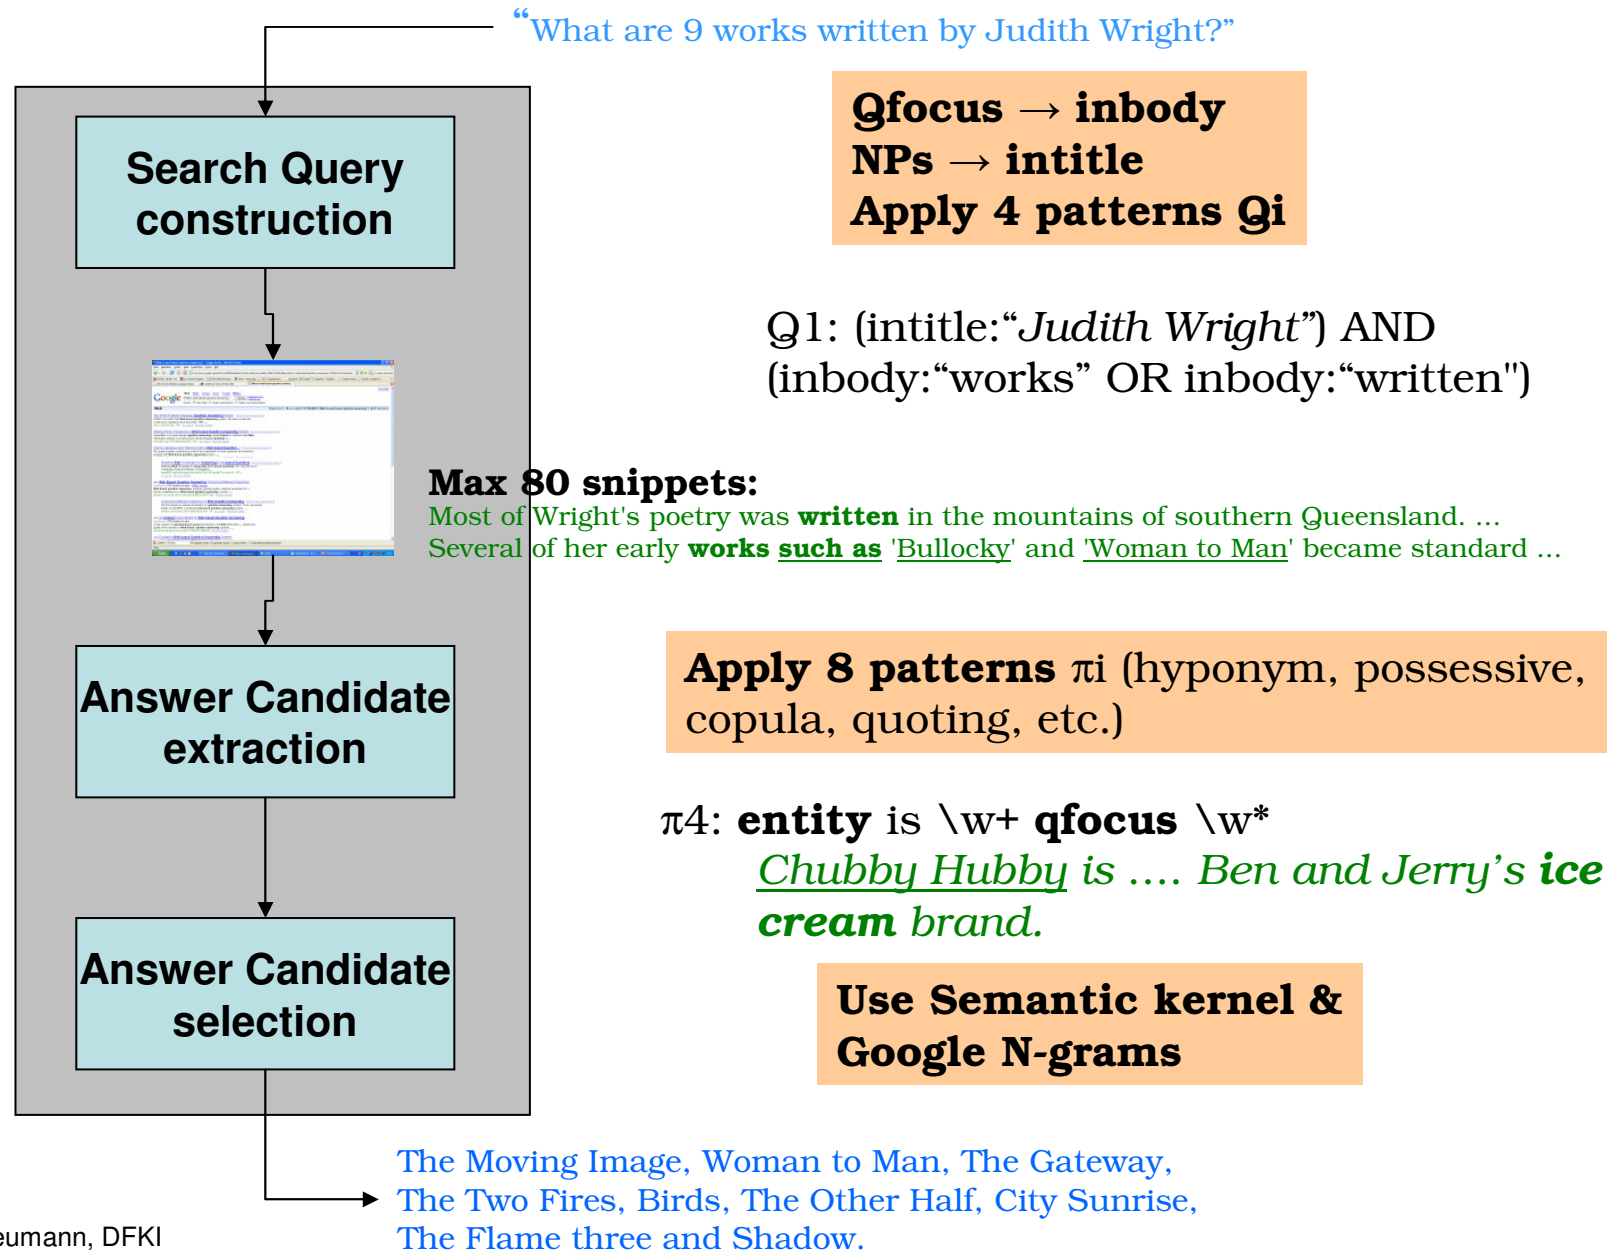 “What are 9 works written by Judith Wright?”
Search Query
construction
Qfocus → inbody
NPs → intitle
Apply 4 patterns Qi
Q1: (intitle:“Judith Wright”) AND
(inbody:“works” OR inbody:“written")
Google
Max 80 snippets:
Most of Wright's poetry was written in the mountains of southern Queensland. …
Several of her early works such as 'Bullocky' and 'Woman to Man' became standard …
Answer Candidate
extraction
Apply 8 patterns πi (hyponym, possessive,
copula, quoting, etc.)
π4: entity is \w+ qfocus \w*
Chubby Hubby is …. Ben and Jerry’s ice
cream brand.
Answer Candidate
selection
Use Semantic kernel &
Google N-grams
The Moving Image, Woman to Man, The Gateway,
The Two Fires, Birds, The Other Half, City Sunrise,
The Flame three and Shadow.
eumann, DFKI